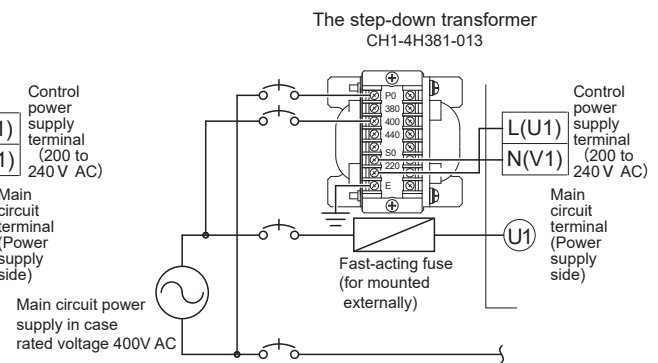 The step-down transformer
CH1-4H381-013
Control
power
supply
terminal
(200 to
240 V AC)
1)
1)
Main
circuit
terminal
(Power
supply
side)
P0
380
400
440
S0
220
E
Control
power
supply
terminal
(200 to
240 V AC)
L(U1)
N(V1)
Main
circuit
terminal
(Power
supply
side)
U1
Fast-acting fuse
(for mounted
externally)
Main circuit power
supply in case
rated voltage 400V AC